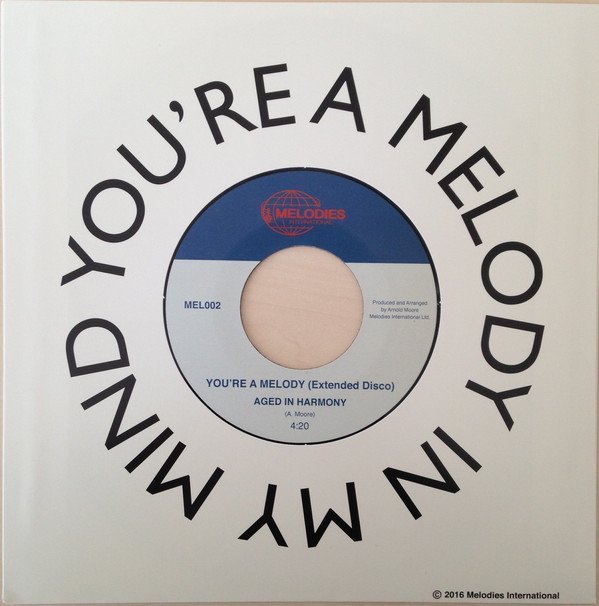 YOU'RE A MELODY IN MY MIND
MELODIES
INTERNATIONAL
MEL002
Produced and Arranged
by Arnold Moore
Melodies International Ltd.
YOU'RE A MELODY (Extended Disco)
AGED IN HARMONY
(A. Moore)
4:20
© 2016 Melodies International